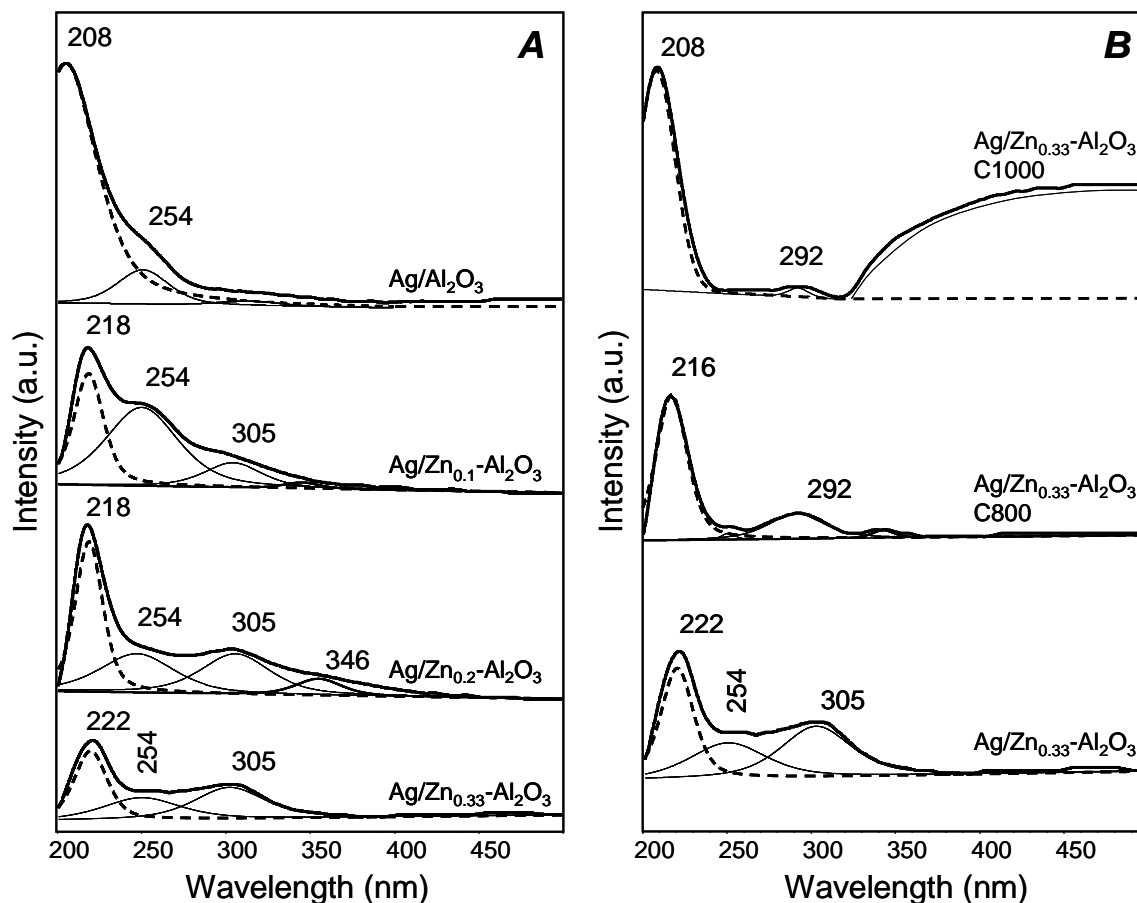 A
208
254
Ag/Al₂O₃
218
254
305
Ag/Zn₀.₁-Al₂O₃
218
254
305
346
Ag/Zn₀.₂-Al₂O₃
222
254
305
Ag/Zn₀.₃₃-Al₂O₃
200 250 300 350 400 450
Wavelength (nm)
Intensity (a.u.)
B
208
Ag/Zn₀.₃₃-Al₂O₃
C1000
292
216
292
Ag/Zn₀.₃₃-Al₂O₃
C800
222
254
305
Ag/Zn₀.₃₃-Al₂O₃
200 250 300 350 400 450
Wavelength (nm)
Intensity (a.u.)